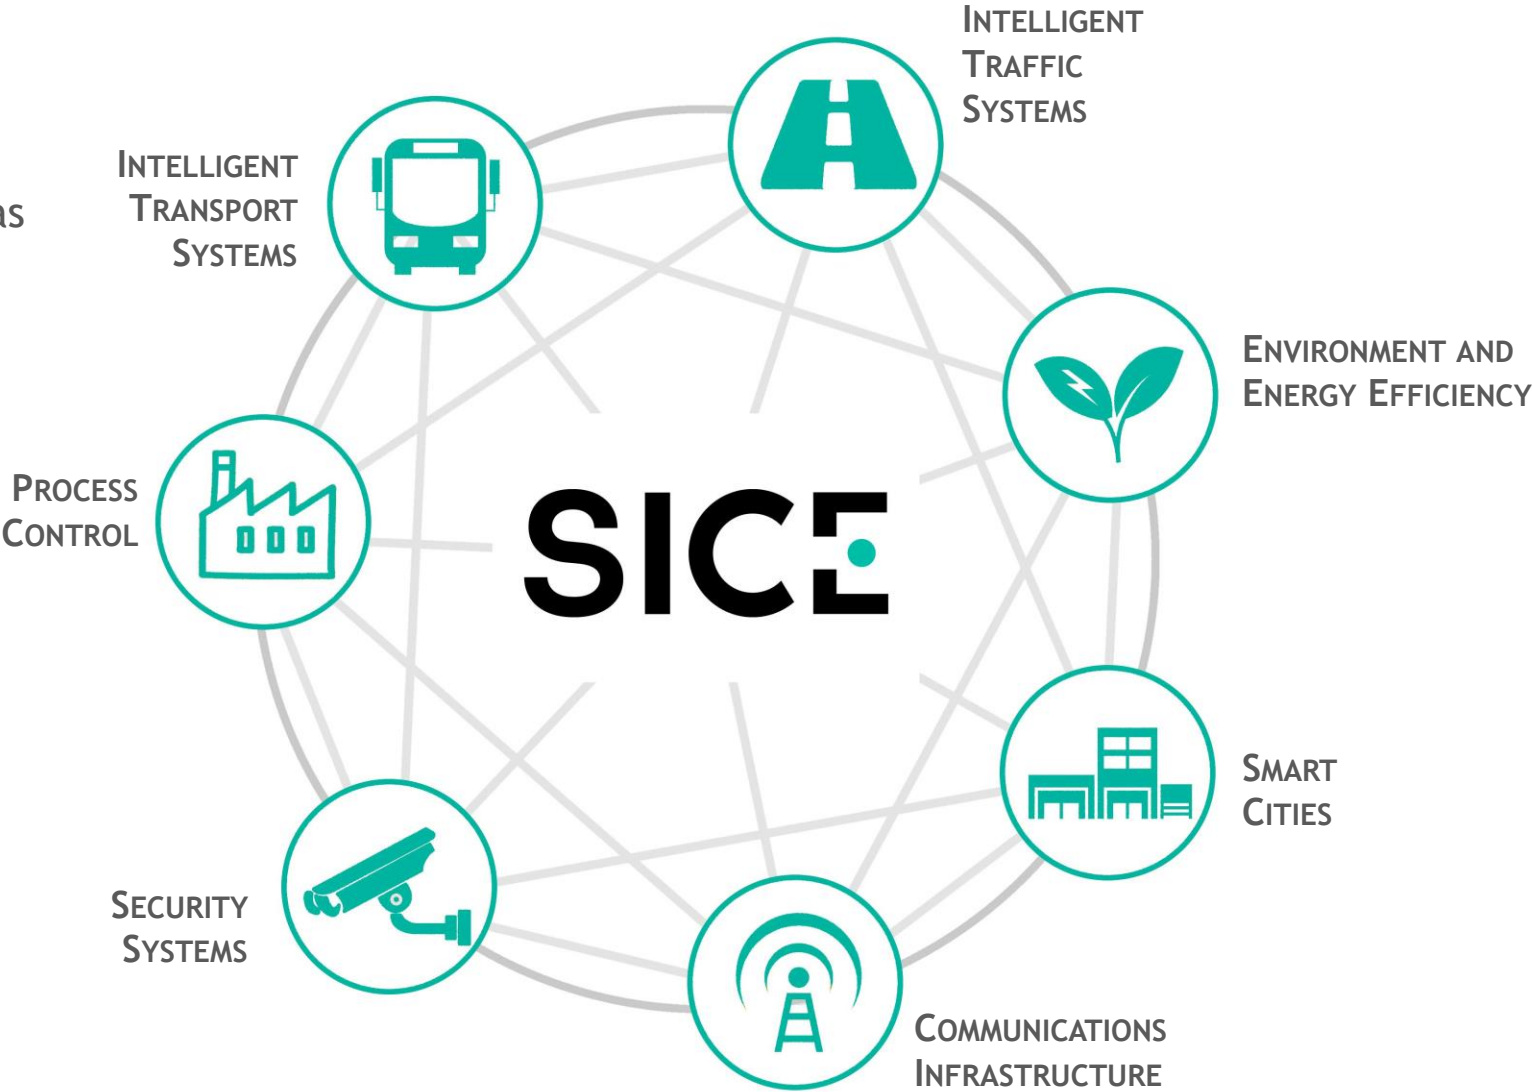 INTELLIGENT
TRAFFIC
SYSTEMS
INTELLIGENT
TRANSPORT
SYSTEMS
as
ENVIRONMENT AND
ENERGY EFFICIENCY
PROCESS
CONTROL
SICE
SMART
CITIES
SECURITY
SYSTEMS
COMMUNICATIONS
INFRASTRUCTURE